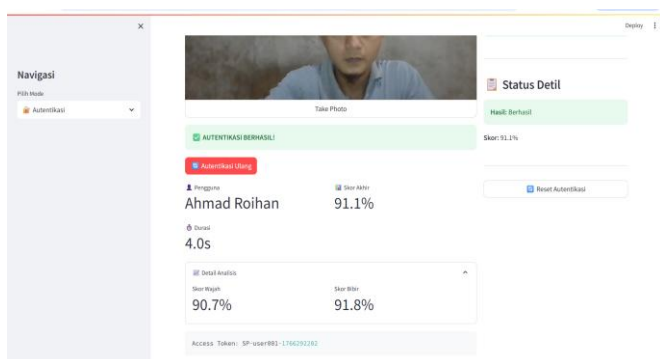 Deploy
Navigasi
Pilih Mode
Autentikasi
Take Photo
AUTENTIKASI BERHASIL!
Autentikasi Ulang
Pengguna
Skor Akhir
Ahmad Roihan
91.1%
Durasi
4.0s
Detail Analisis
Skor Wajah
Skor Bibir
90.7%
91.8%
Access Token: SP-user001-1766292202
Status Detil
Hasil: Berhasil
Skor: 91.1%
Reset Autentikasi